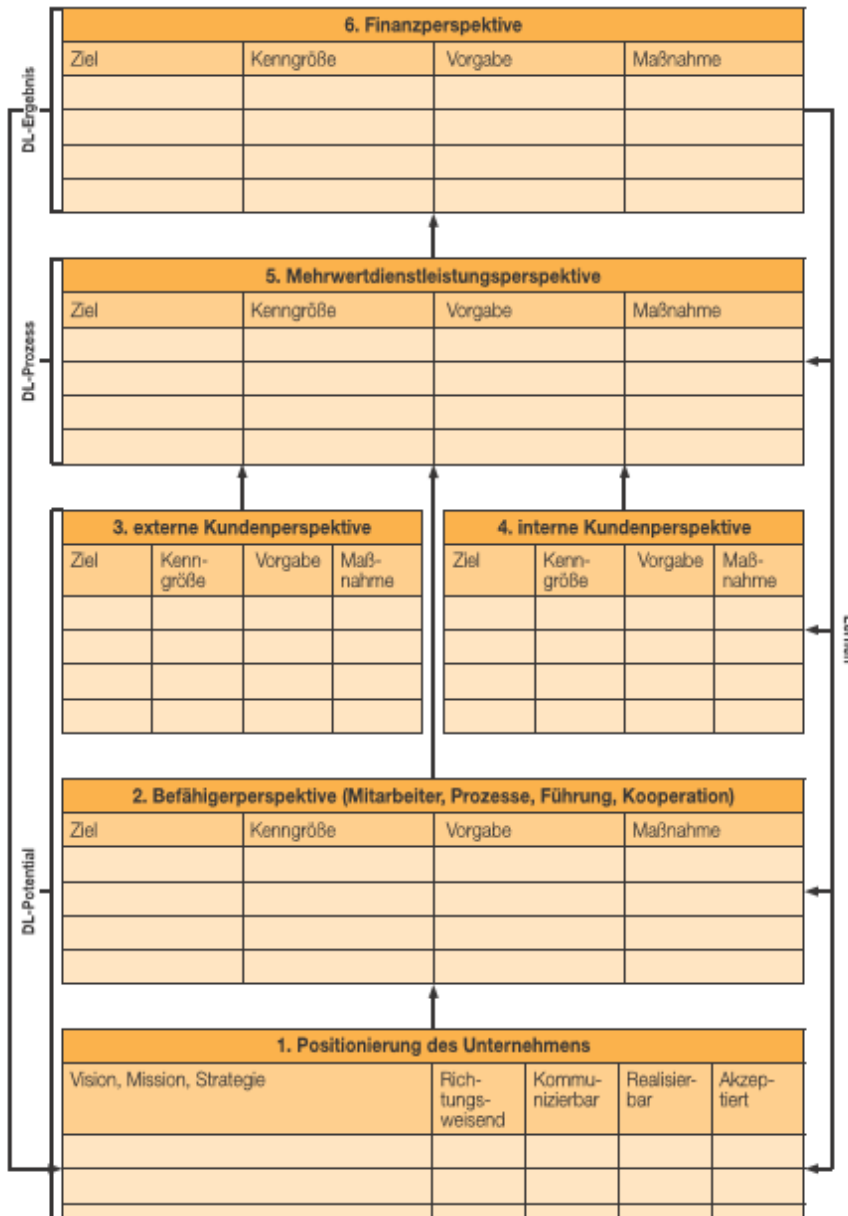 6. Finanzperspektive
Ziel Kenngröße Vorgabe Maßnahme
DL-Ergebnis
5. Mehrwertdienstleistungsperspektive
Ziel Kenngröße Vorgabe Maßnahme
DL-Prozess
3. externe Kundenperspektive
Ziel Kenn- Vorgabe Maß-
größe nahme
4. interne Kundenperspektive
Ziel Kenn- Vorgabe Maß-
größe nahme
2. Befähigerperspektive (Mitarbeiter, Prozesse, Führung, Kooperation)
Ziel Kenngröße Vorgabe Maßnahme
DL-Potential
1. Positionierung des Unternehmens
Vision, Mission, Strategie Rich- Kommu- Realisier- Akzep-
tungs- nizierbar bar tiert
weisend